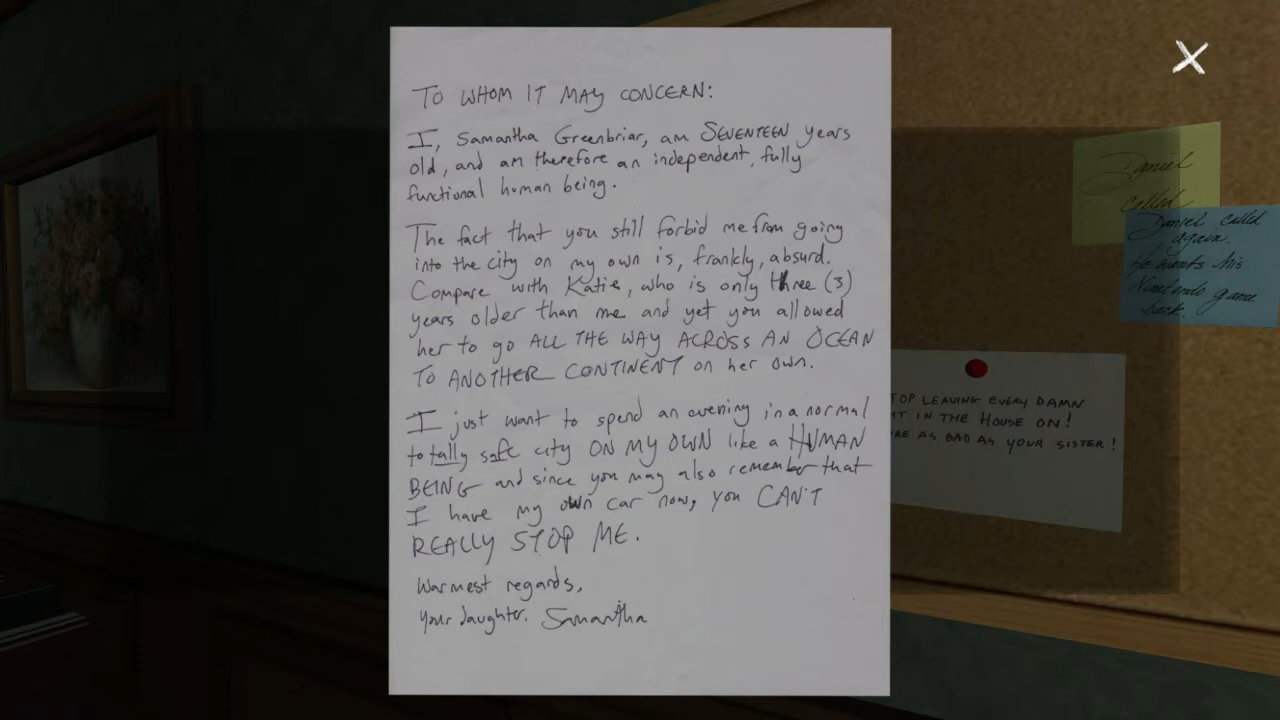 TO WHOM IT MAY CONCERN:
I, Samantha Greenbriar, am SEVENTEEN years
old, and am therefore an independent, fully
functional human being.
The fact that you still forbid me from going
into the city on my own is, frankly, absurd.
Compare with Katie, who is only three (3)
years older than me and yet you allowed
her to go ALL THE WAY ACROSS AN OCEAN
TO ANOTHER CONTINENT on her own.
I just want to spend an evening in a normal
totally safe city ON MY OWN like a HUMAN
BEING and since you may also remember that
I have my own car now, you CAN'T
REALLY STOP ME.
Warmest regards,
Your daughter. Samantha
Daniel
called
Daniel called
again.
He wants his
Nintendo game
back.
TOP LEAVING EVERY DAMN
HT IN THE HOUSE ON!
RE AS BAD AS YOUR SISTER!